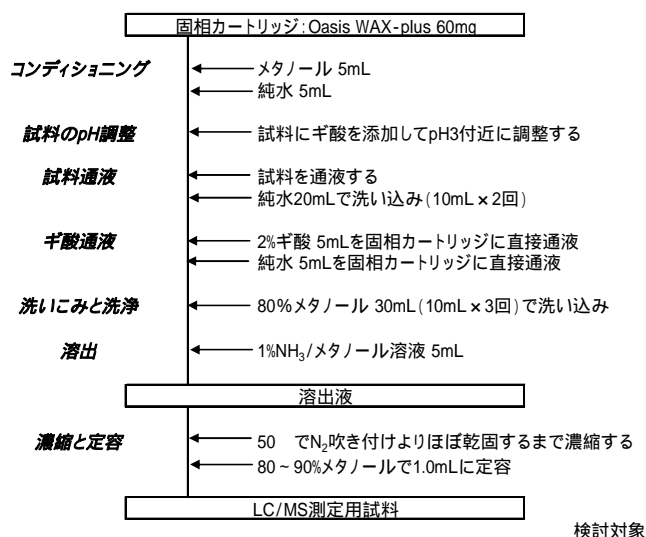 固相カートリッジ:Oasis WAX-plus 60mg
コンディショニング
メタノール 5mL
純水 5mL
試料のpH調整
試料にギ酸を添加してpH3付近に調整する
試料通液
試料を通液する
純水20mLで洗い込み(10mL×2回)
ギ酸通液
2%ギ酸 5mLを固相カートリッジに直接通液
純水 5mLを固相カートリッジに直接通液
洗いこみと洗浄
80%メタノール 30mL(10mL×3回)で洗い込み
溶出
1%NH₃/メタノール溶液 5mL
溶出液
濃縮と定容
50 でN₂吹き付けよりほぼ乾固するまで濃縮する
80~90%メタノールで1.0mLに定容
LC/MS測定用試料
検討対象